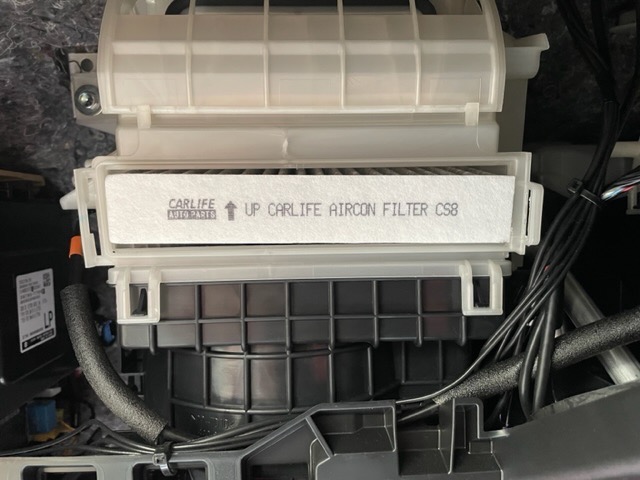 CARLIFE
AUTO PARTS
UP CARLIFE AIRCON FILTER CS8
LP